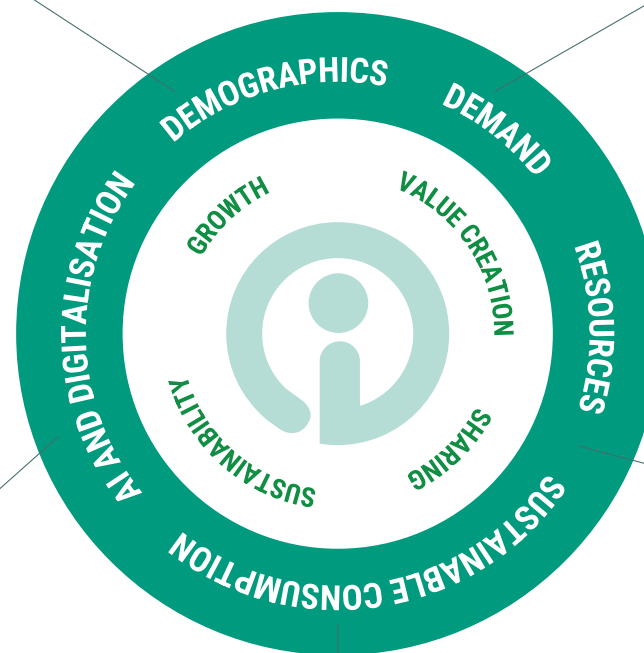 DEMOGRAPHICS
DEMAND
RESOURCES
SUSTAINABLE CONSUMPTION
AI AND DIGITALISATION
GROWTH
VALUE CREATION
SHARING
SUSTAINABILITY